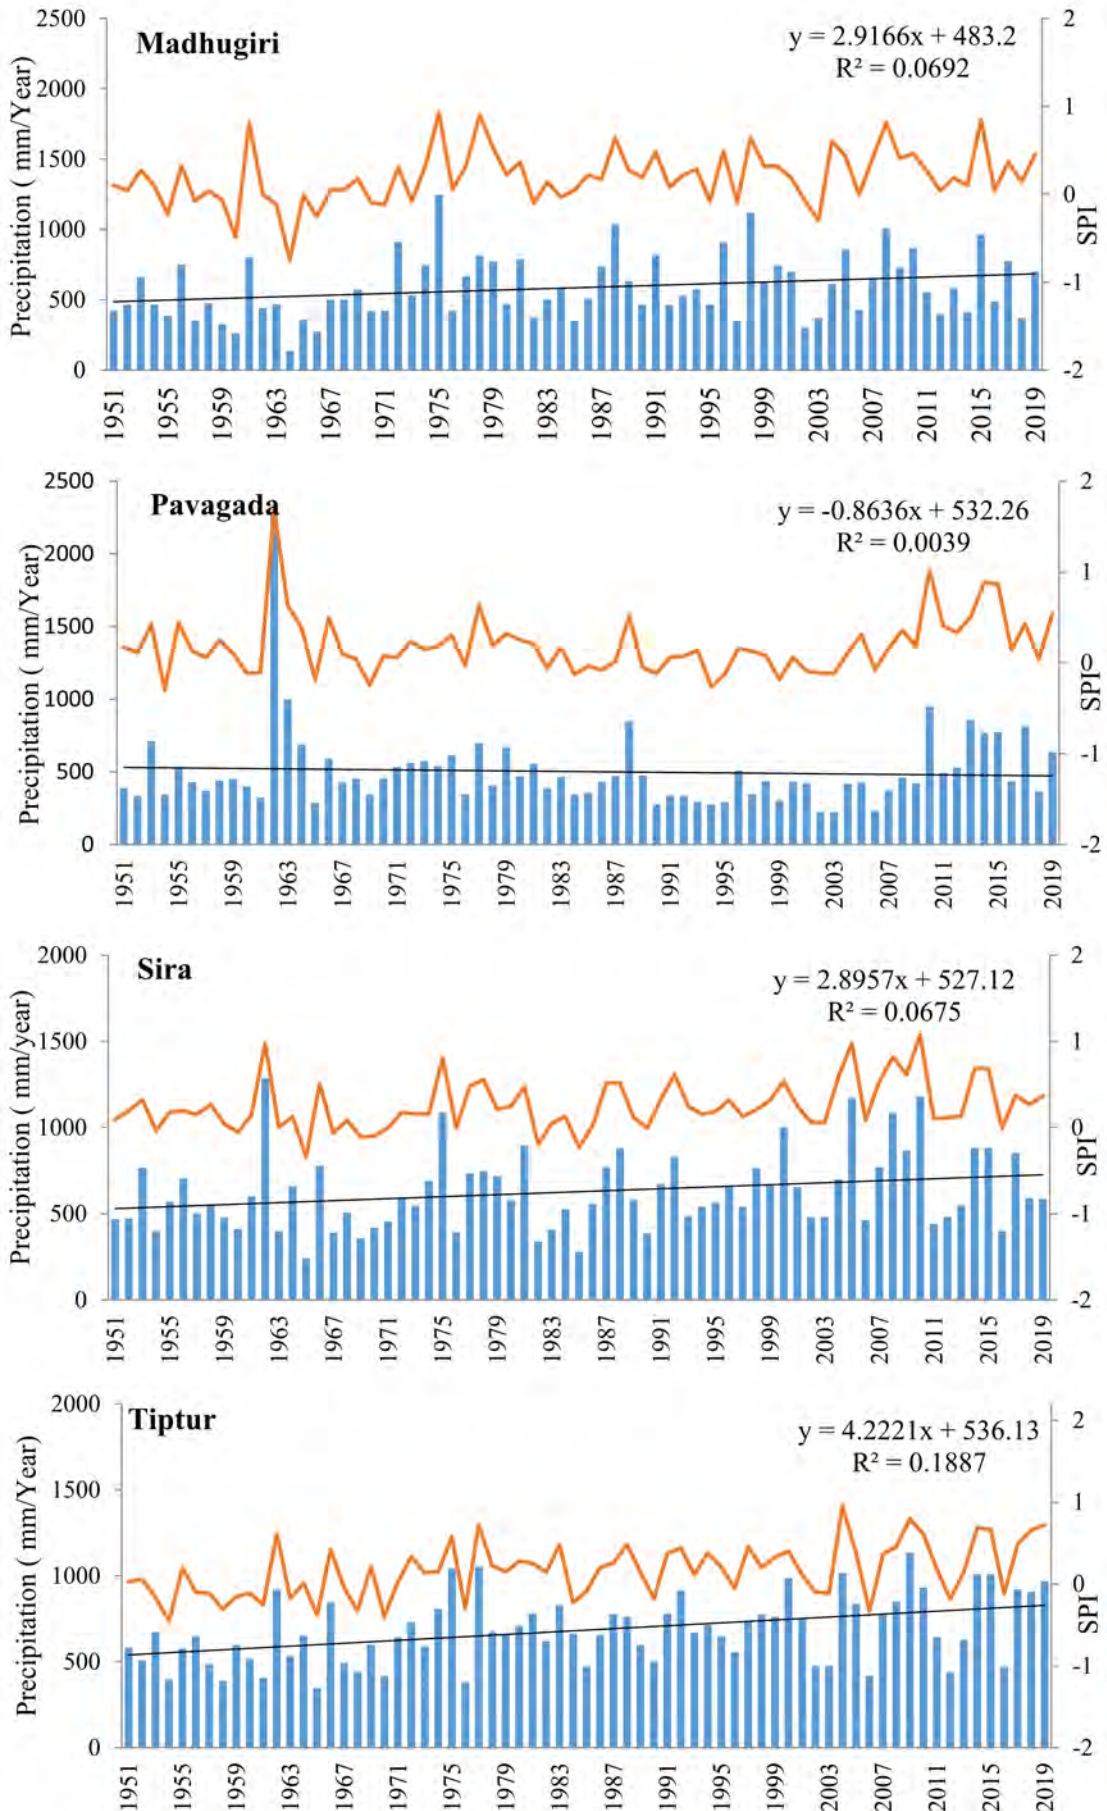 Madhugiri
y = 2.9166x + 483.2
R² = 0.0692
Precipitation ( mm/Year)
2500
2000
1500
1000
500
0
SPI
2
1
0
-1
-2
1951 1955 1959 1963 1967 1971 1975 1979 1983 1987 1991 1995 1999 2003 2007 2011 2015 2019
Pavagada
y = -0.8636x + 532.26
R² = 0.0039
Precipitation ( mm/Year)
2500
2000
1500
1000
500
0
SPI
2
1
0
-1
-2
1951 1955 1959 1963 1967 1971 1975 1979 1983 1987 1991 1995 1999 2003 2007 2011 2015 2019
Sira
y = 2.8957x + 527.12
R² = 0.0675
Precipitation ( mm/year)
2000
1500
1000
500
0
SPI
2
1
0
-1
-2
1951 1955 1959 1963 1967 1971 1975 1979 1983 1987 1991 1995 1999 2003 2007 2011 2015 2019
Tiptur
y = 4.2221x + 536.13
R² = 0.1887
Precipitation ( mm/Year)
2000
1500
1000
500
0
SPI
2
1
0
-1
-2
1951 1955 1959 1963 1967 1971 1975 1979 1983 1987 1991 1995 1999 2003 2007 2011 2015 2019